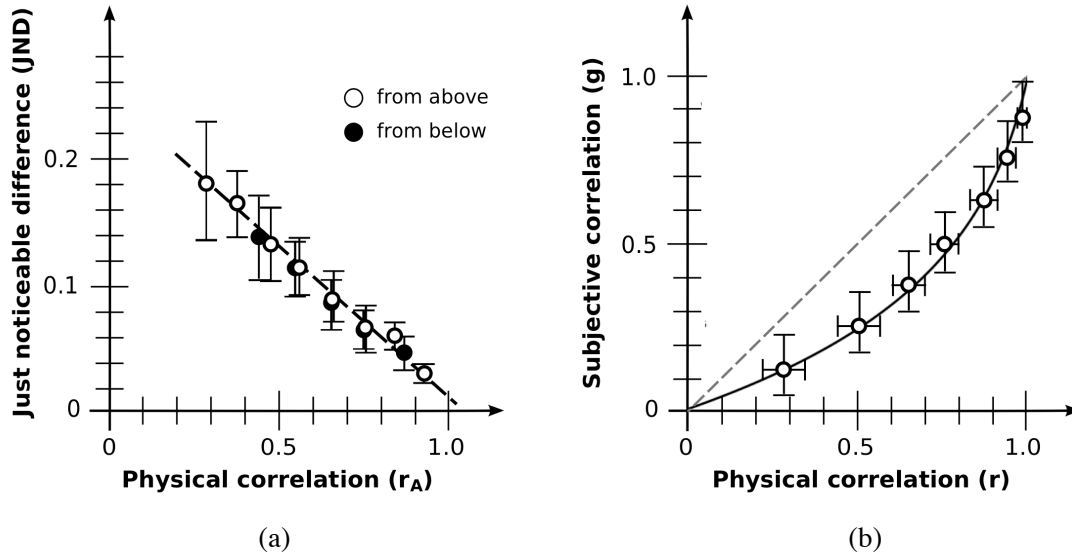 Just noticeable difference (JND)
from above
from below
0.2
0.1
0
0
0.5
1.0
Physical correlation (rA)
(a)
Subjective correlation (g)
1.0
0.5
0
0
0.5
1.0
Physical correlation (r)
(b)